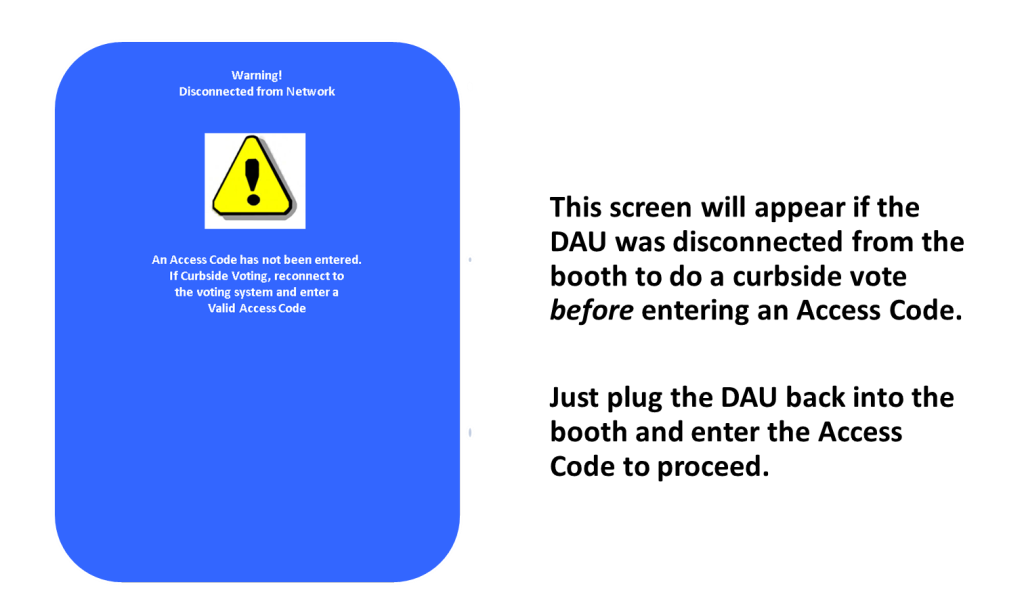 Warning!
Disconnected from Network
An Access Code has not been entered.
If Curbside Voting, reconnect to
the voting system and enter a
Valid Access Code
This screen will appear if the
DAU was disconnected from the
booth to do a curbside vote
before entering an Access Code.
Just plug the DAU back into the
booth and enter the Access
Code to proceed.